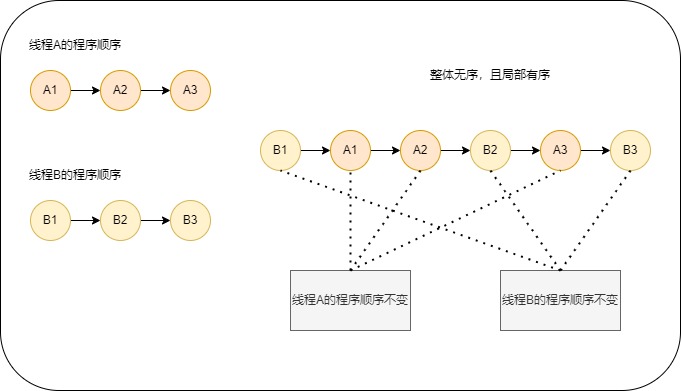 线程A的程序顺序
A1
A2
A3
线程B的程序顺序
B1
B2
B3
整体无序，且局部有序
B1
A1
A2
B2
A3
B3
线程A的程序顺序不变
线程B的程序顺序不变